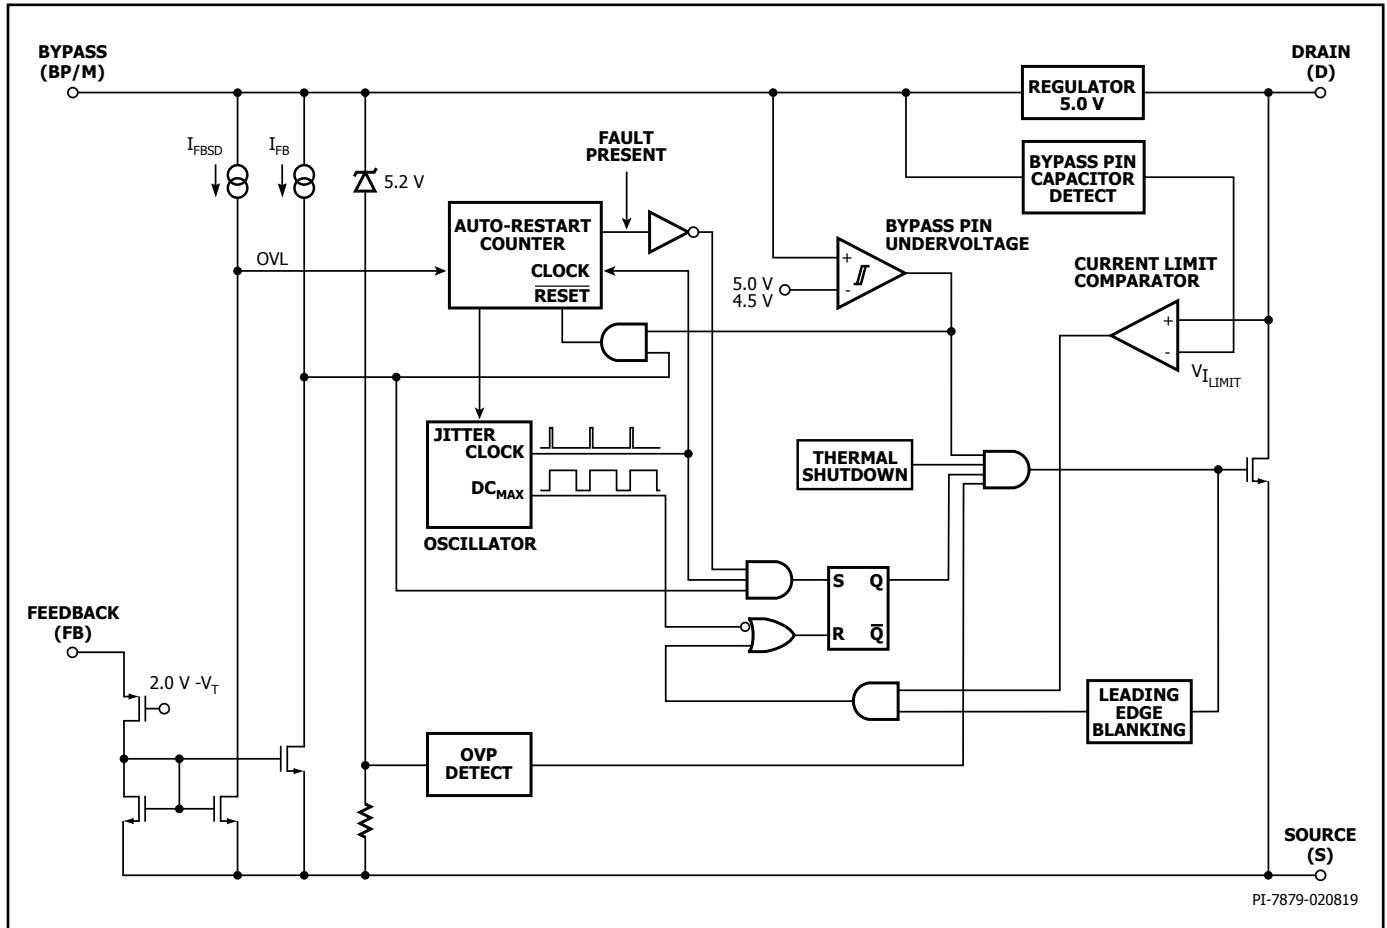 BYPASS
(BP/M)
DRAIN
(D)
REGULATOR
5.0 V
I_FBSD
I_FB
FAULT
PRESENT
BYPASS PIN
CAPACITOR
DETECT
5.2 V
AUTO-RESTART
COUNTER
CLOCK
RESET
BYPASS PIN
UNDERVOLTAGE
OVL
+
-
5.0 V
4.5 V
CURRENT LIMIT
COMPARATOR
+
-
V_ILIMIT
JITTER
CLOCK
DC_MAX
OSCILLATOR
THERMAL
SHUTDOWN
S Q
R Q̅
FEEDBACK
(FB)
2.0 V -V_T
LEADING
EDGE
BLANKING
OVP
DETECT
SOURCE
(S)
PI-7879-020819